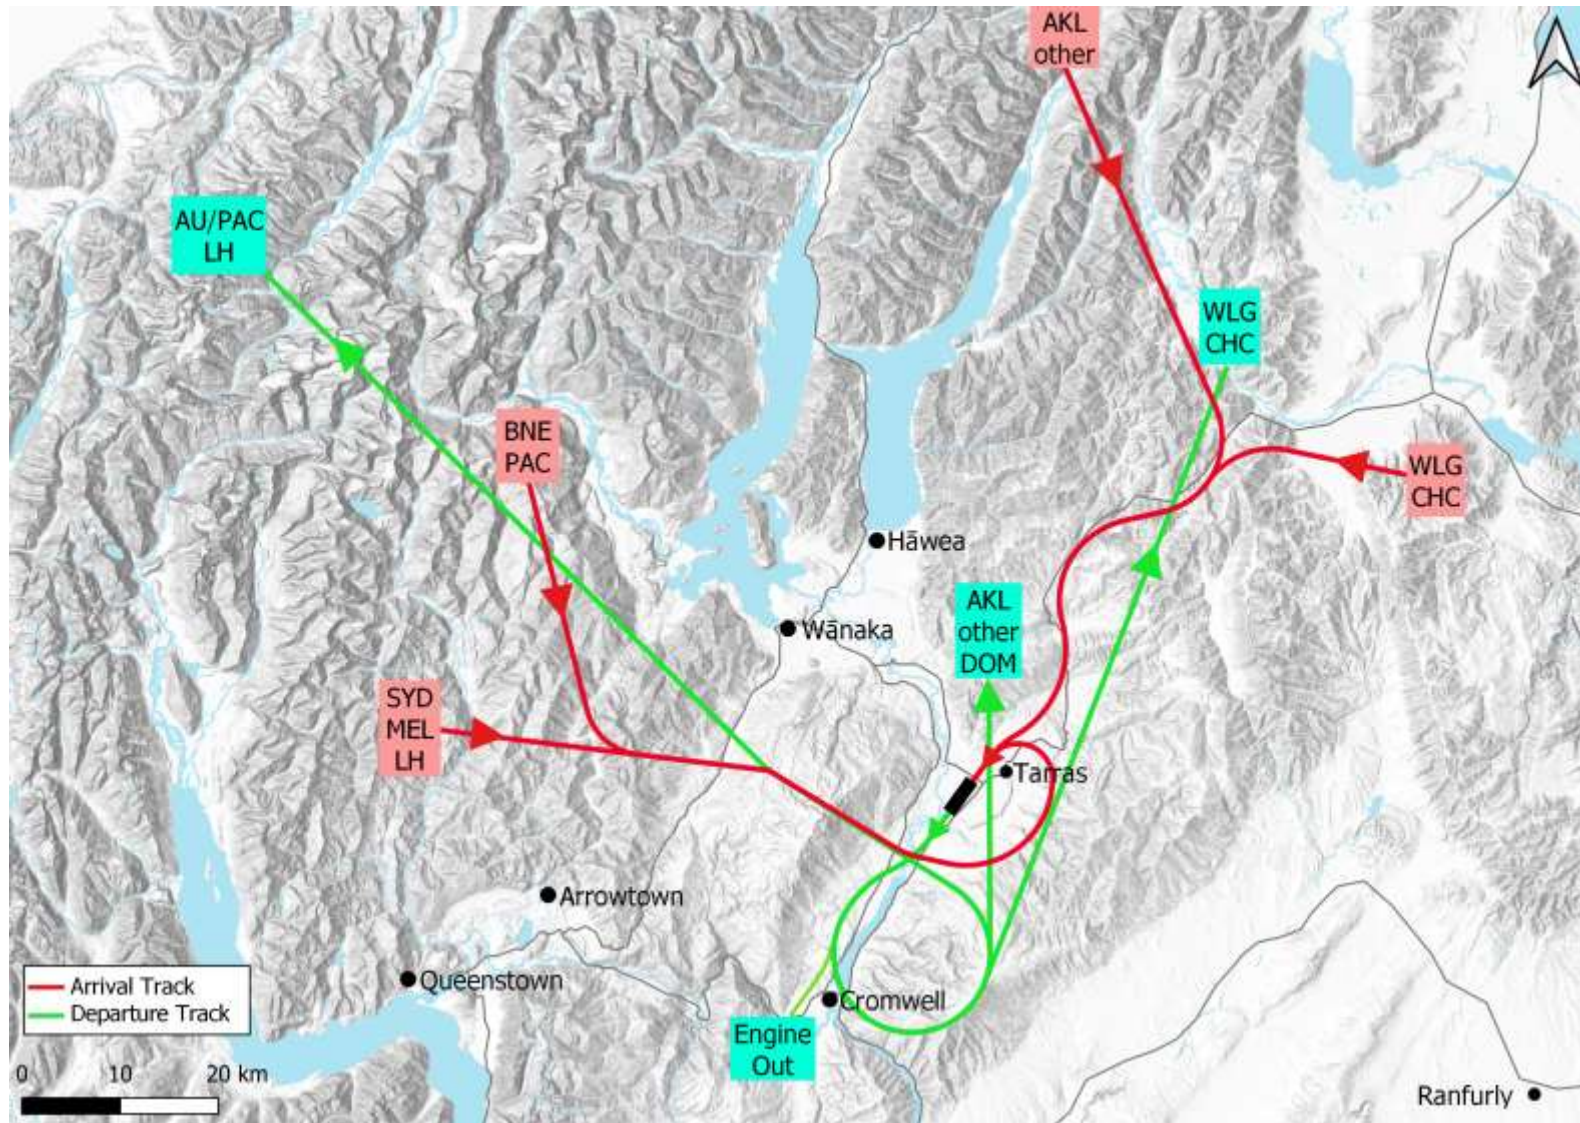 AKL
other
AU/PAC
LH
WLG
CHC
BNE
PAC
WLG
CHC
Hāwea
AKL
other
DOM
Wānaka
SYD
MEL
LH
Tarras
Arrowtown
Queenstown
Cromwell
Engine
Out
Arrival Track
Departure Track
0 10 20 km
Ranfurly